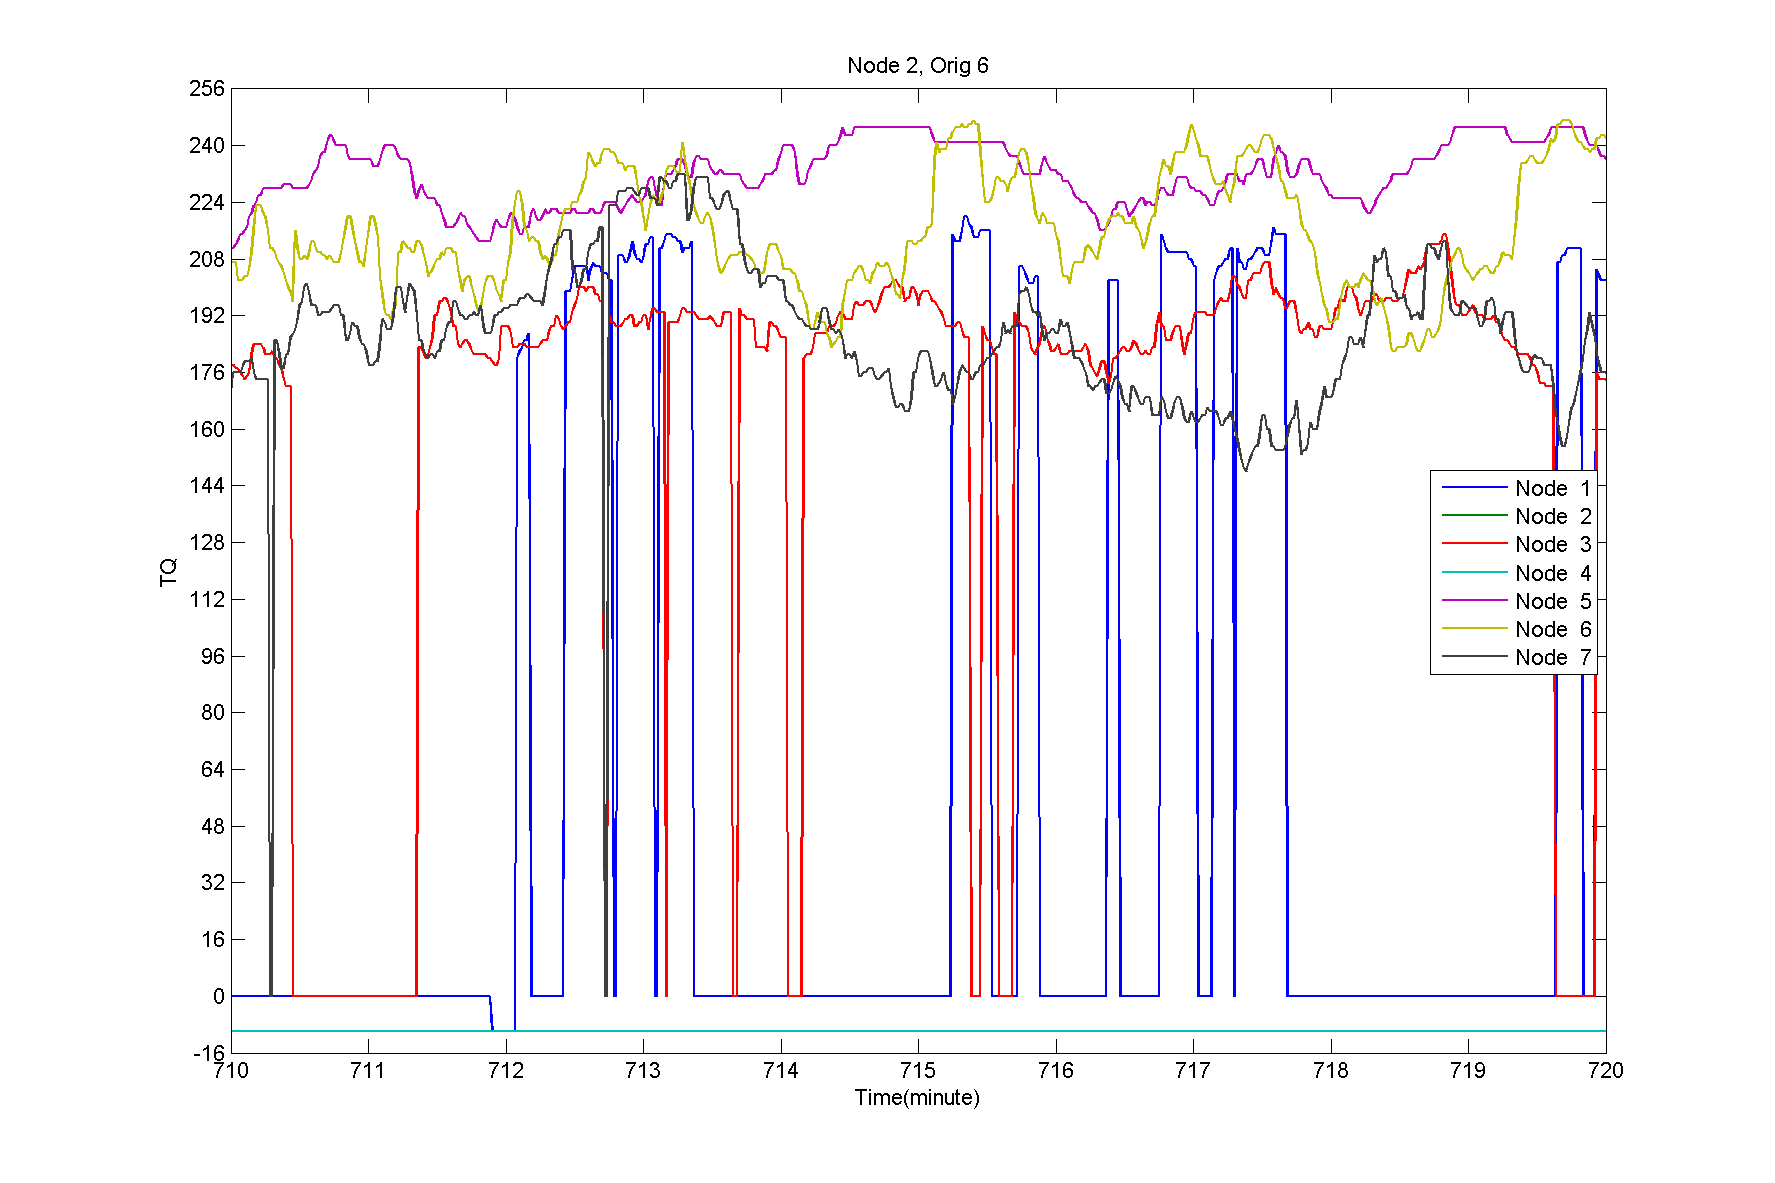 Node 2, Orig 6
256
240
224
208
192
176
160
144
128
112
96
80
64
48
32
16
0
-16
TQ
710 711 712 713 714 715 716 717 718 719 720
Time(minute)
Node 1
Node 2
Node 3
Node 4
Node 5
Node 6
Node 7